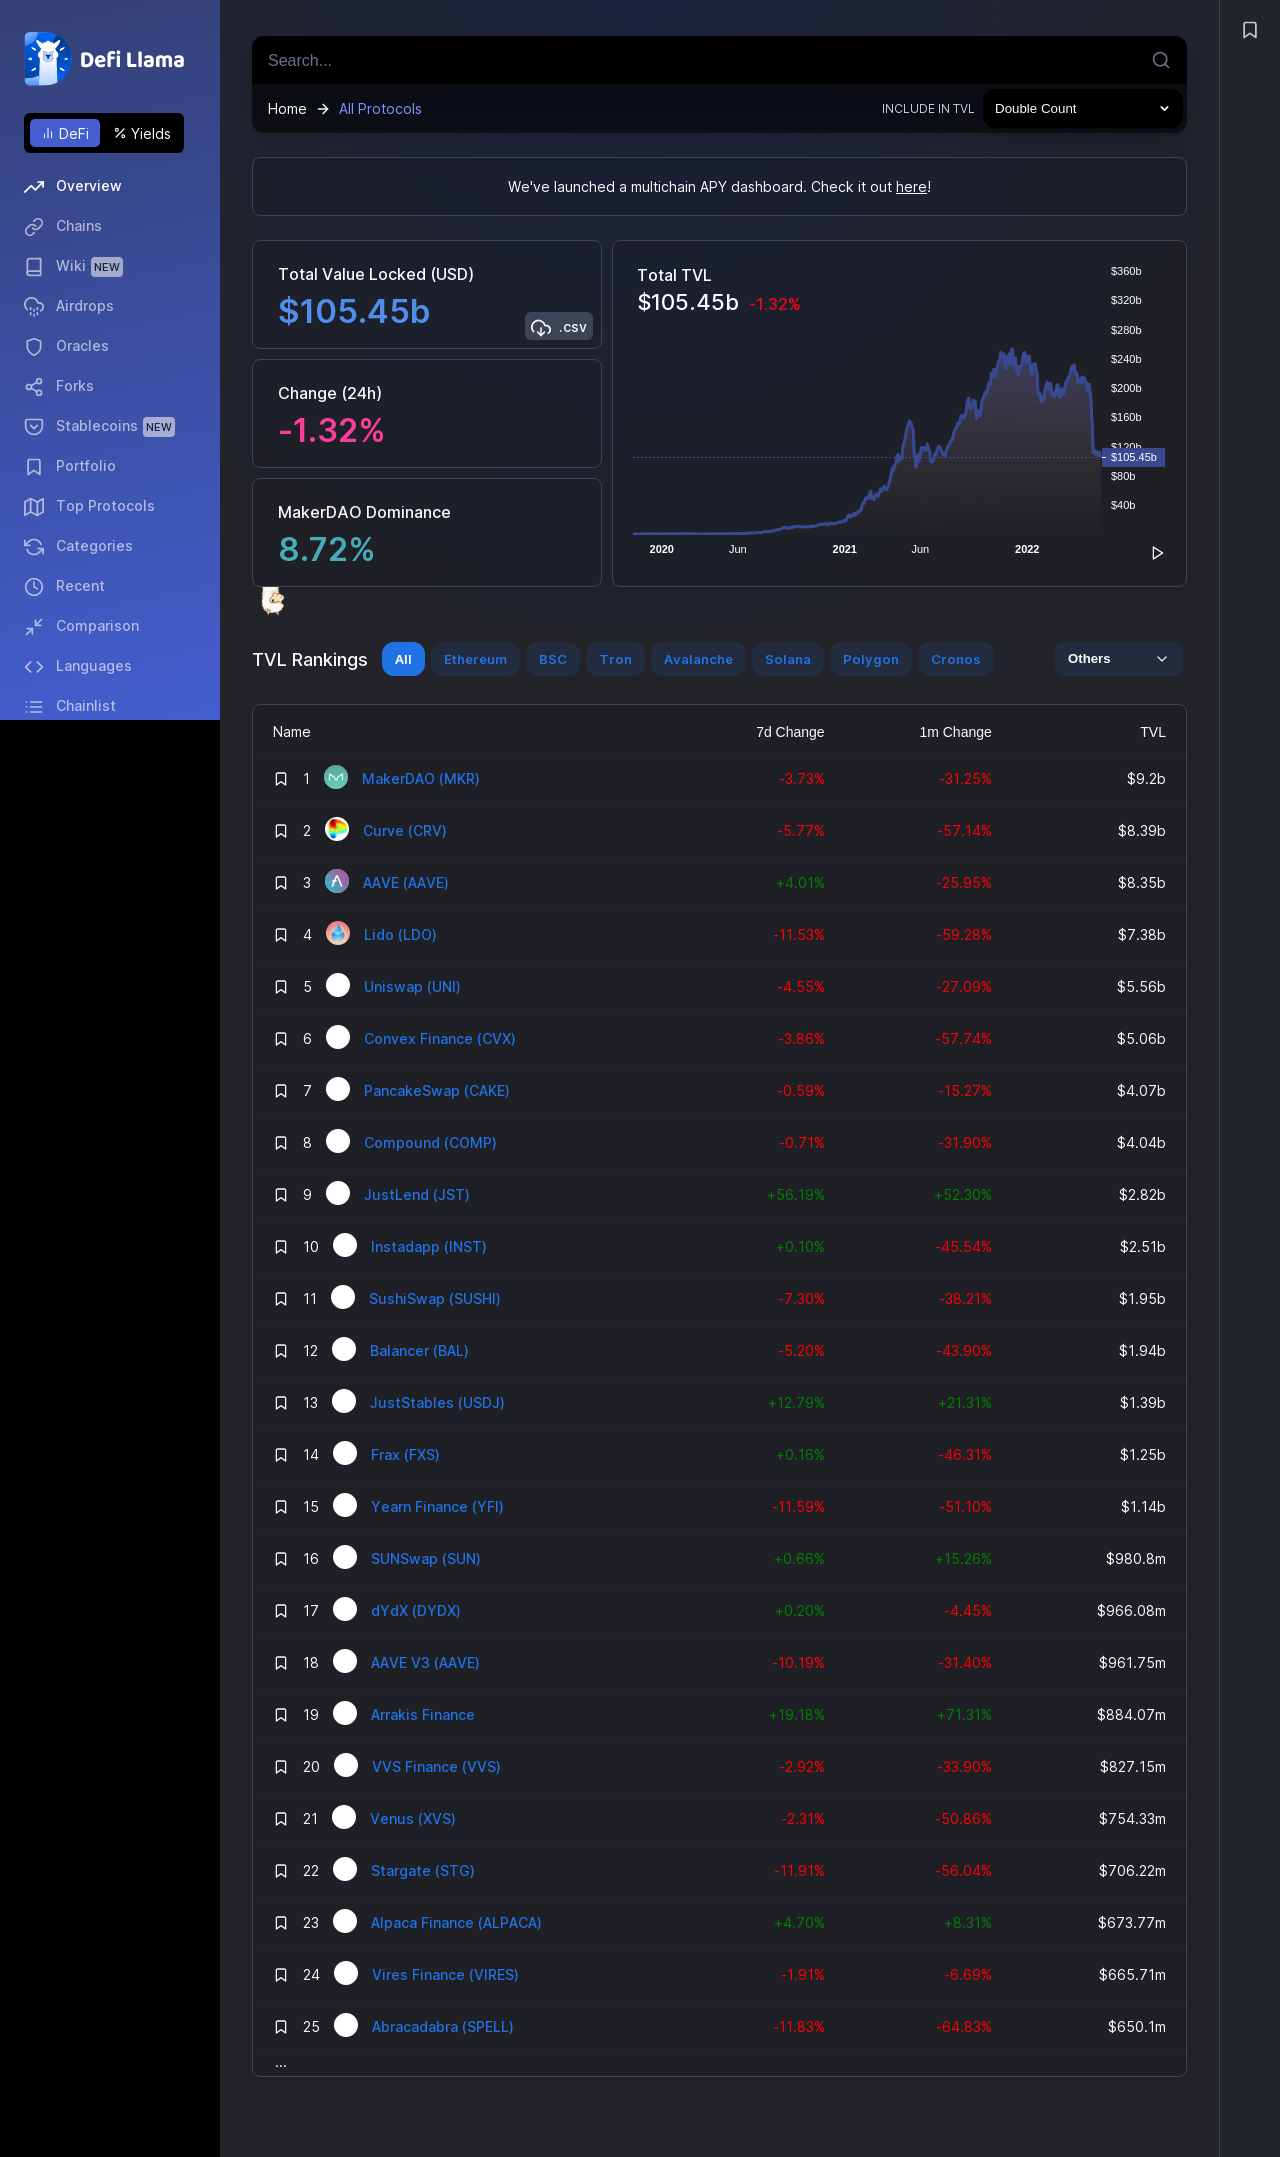 Defi Llama
DeFi
Yields
Overview
Chains
Wiki NEW
Airdrops
Oracles
Forks
Stablecoins NEW
Portfolio
Top Protocols
Categories
Recent
Comparison
Languages
Chainlist
Search...
Home → All Protocols
INCLUDE IN TVL
Double Count
We've launched a multichain APY dashboard. Check it out here!
Total Value Locked (USD)
$105.45b
.csv
Change (24h)
-1.32%
MakerDAO Dominance
8.72%
Total TVL
$105.45b -1.32%
$360b
$320b
$280b
$240b
$200b
$160b
$120b
$105.45b
$80b
$40b
2020 Jun 2021 Jun 2022
TVL Rankings
All Ethereum BSC Tron Avalanche Solana Polygon Cronos Others
Name 7d Change 1m Change TVL
1 MakerDAO (MKR) -3.73% -31.25% $9.2b
2 Curve (CRV) -5.77% -57.14% $8.39b
3 AAVE (AAVE) +4.01% -25.95% $8.35b
4 Lido (LDO) -11.53% -59.28% $7.38b
5 Uniswap (UNI) -4.55% -27.09% $5.56b
6 Convex Finance (CVX) -3.86% -57.74% $5.06b
7 PancakeSwap (CAKE) -0.59% -15.27% $4.07b
8 Compound (COMP) -0.71% -31.90% $4.04b
9 JustLend (JST) +56.19% +52.30% $2.82b
10 Instadapp (INST) +0.10% -45.54% $2.51b
11 SushiSwap (SUSHI) -7.30% -38.21% $1.95b
12 Balancer (BAL) -5.20% -43.90% $1.94b
13 JustStables (USDJ) +12.79% +21.31% $1.39b
14 Frax (FXS) +0.16% -46.31% $1.25b
15 Yearn Finance (YFI) -11.59% -51.10% $1.14b
16 SUNSwap (SUN) +0.66% +15.26% $980.8m
17 dYdX (DYDX) +0.20% -4.45% $966.08m
18 AAVE V3 (AAVE) -10.19% -31.40% $961.75m
19 Arrakis Finance +19.18% +71.31% $884.07m
20 VVS Finance (VVS) -2.92% -33.90% $827.15m
21 Venus (XVS) -2.31% -50.86% $754.33m
22 Stargate (STG) -11.91% -56.04% $706.22m
23 Alpaca Finance (ALPACA) +4.70% +8.31% $673.77m
24 Vires Finance (VIRES) -1.91% -6.69% $665.71m
25 Abracadabra (SPELL) -11.83% -64.83% $650.1m
...